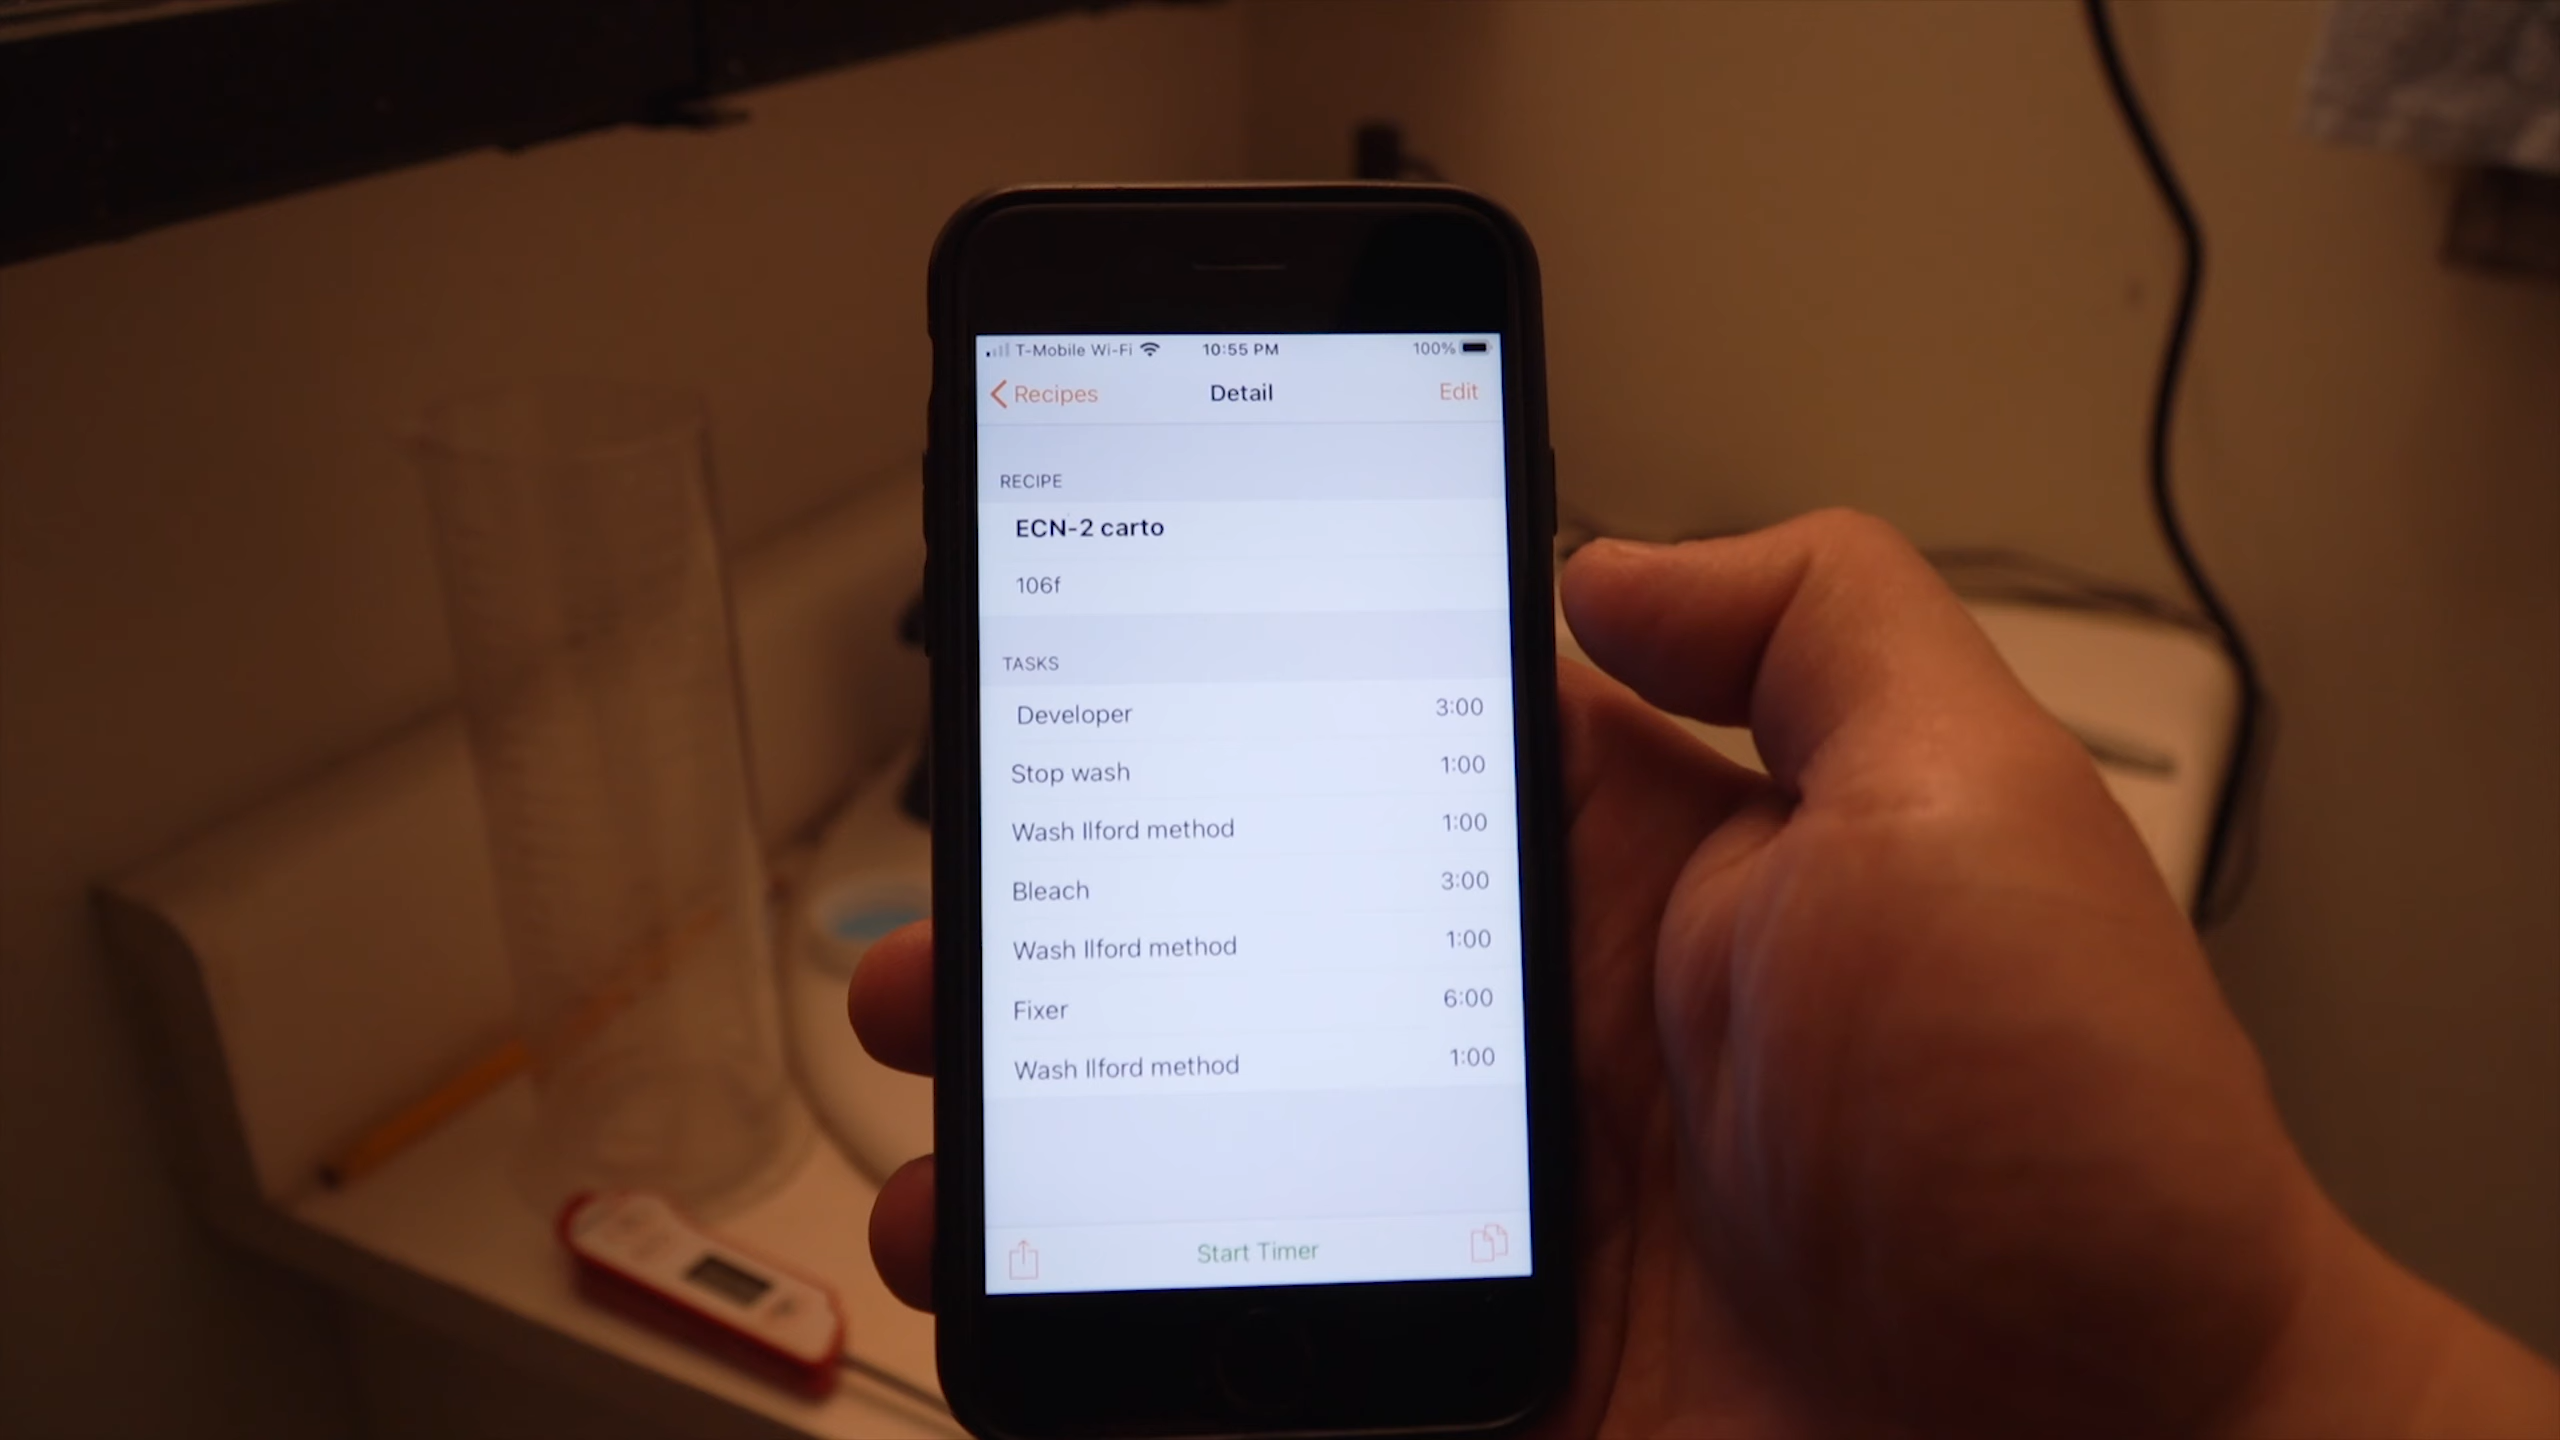 T-Mobile Wi-Fi 10:55 PM 100%
Recipes Detail Edit
RECIPE
ECN-2 carto
106f
TASKS
Developer 3:00
Stop wash 1:00
Wash Ilford method 1:00
Bleach 3:00
Wash Ilford method 1:00
Fixer 6:00
Wash Ilford method 1:00
Start Timer